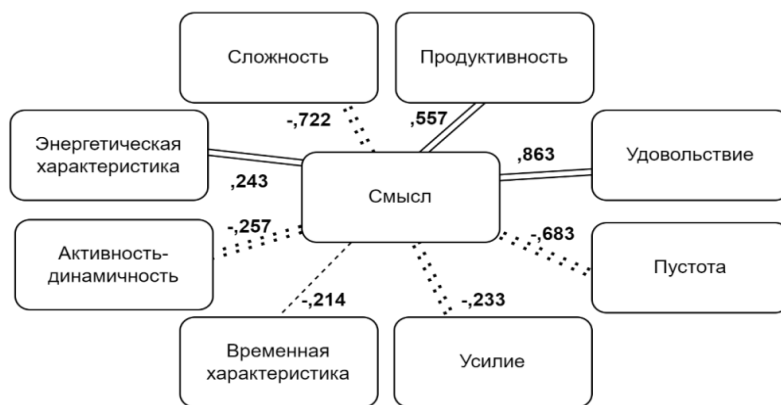 Сложность
Продуктивность
-,722
,557
Энергетическая
характеристика
,863
Удовольствие
,243
Смысл
-,257
-,683
Активность-
динамичность
Пустота
-,214
-,233
Временная
характеристика
Усилие